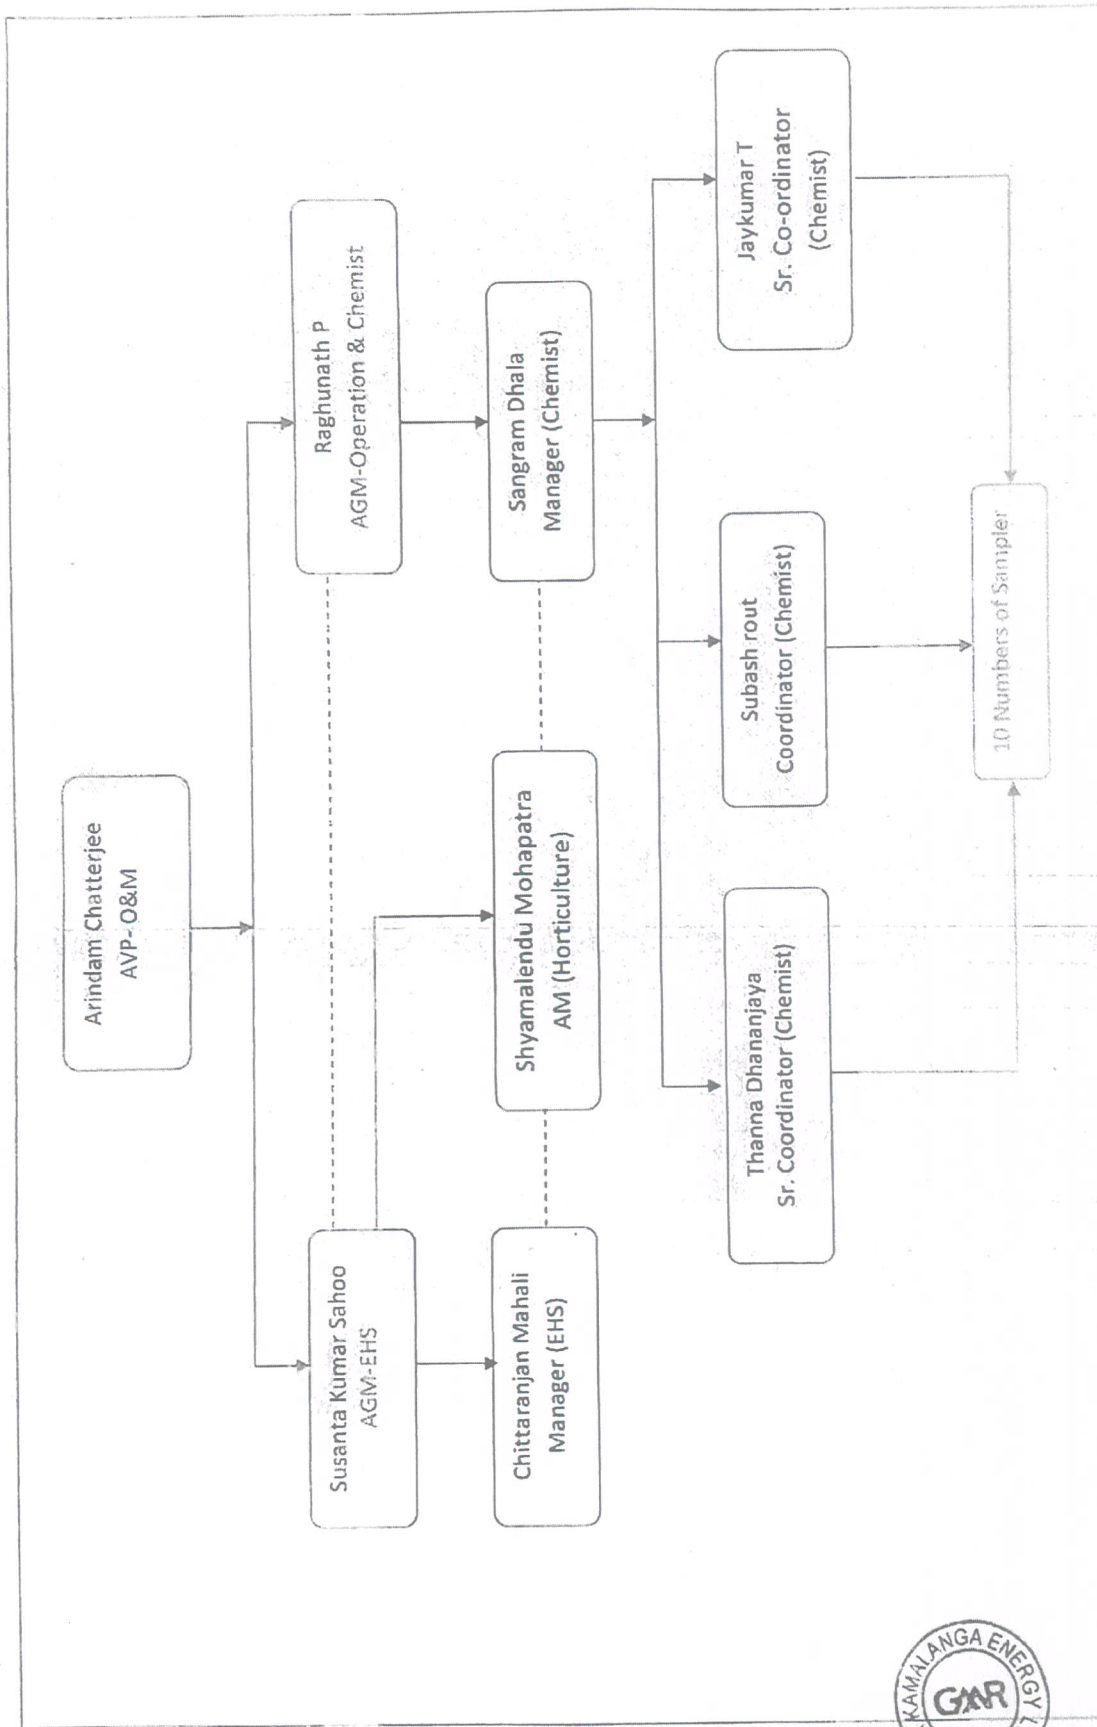 Arindam Chatterjee
AVP- O&M
Susanta Kumar Sahoo
AGM-EHS
Raghunath P
AGM-Operation & Chemist
Chittaranjan Mahali
Manager (EHS)
Shyamalendu Mohapatra
AM (Horticulture)
Sangram Dhala
Manager (Chemist)
Thanna Dhananjaya
Sr. Coordinator (Chemist)
Subash rout
Coordinator (Chemist)
Jaykumar T
Sr. Co-ordinator
(Chemist)
10 Numbers of Sampler
KAMALANGA ENERGY
GMR